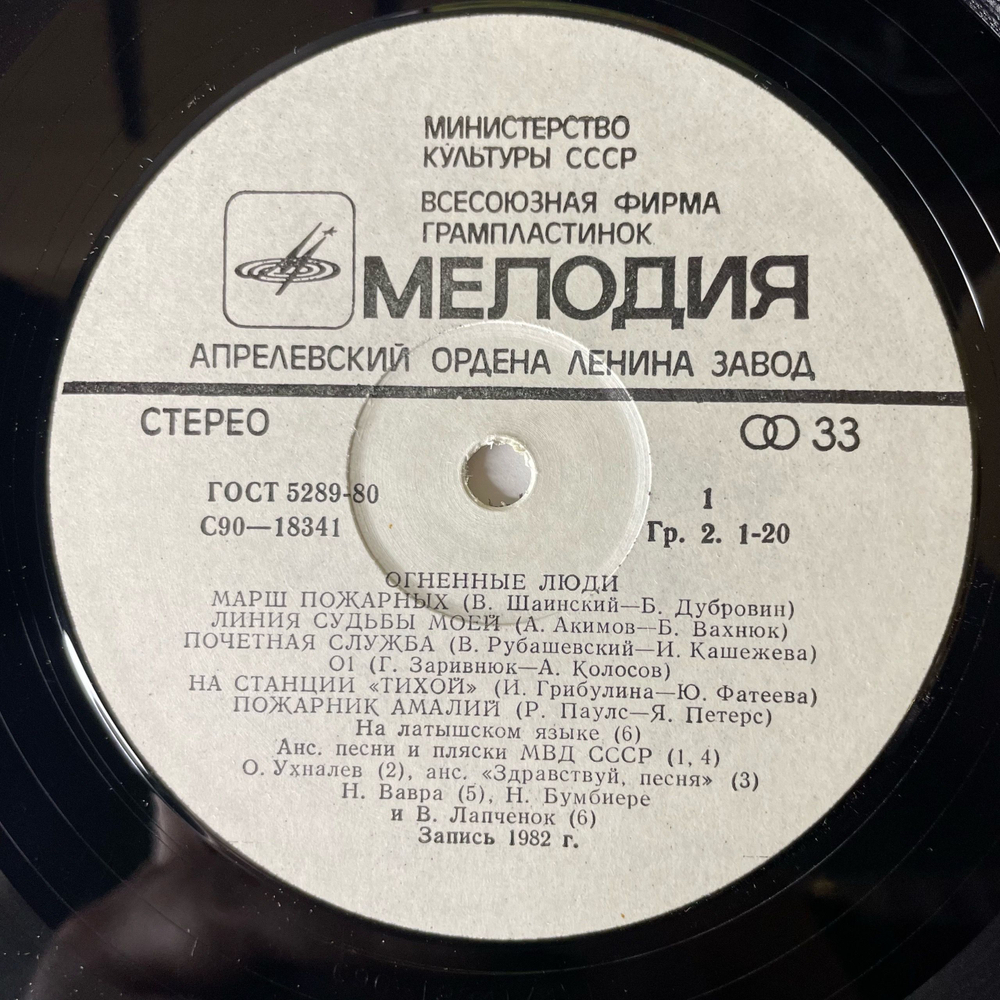 МИНИСТЕРСТВО
КУЛЬТУРЫ СССР
ВСЕСОЮЗНАЯ ФИРМА
ГРАМПЛАСТИНОК
МЕЛОДИЯ
АПРЕЛЕВСКИЙ ОРДЕНА ЛЕНИНА ЗАВОД
СТЕРЕО
33
ГОСТ 5289-80
С90—18341
1
Гр. 2. 1-20
ОГНЕННЫЕ ЛЮДИ
МАРШ ПОЖАРНЫХ (В. Шаинский—Б. Дубровин)
ЛИНИЯ СУДЬБЫ МОЕЙ (А. Акимов—Б. Вахнюк)
ПОЧЕТНАЯ СЛУЖБА (В. Рубашевский—И. Кашежева)
О1 (Г. Заривнюк—А. Колосов)
НА СТАНЦИИ «ТИХОЙ» (И. Грибулина—Ю. Фатеева)
ПОЖАРНИК АМАЛИЙ (Р. Паулс—Я. Петерс)
На латышском языке (6)
Анс. песни и пляски МВД СССР (1, 4)
О. Ухналев (2), анс. «Здравствуй, песня» (3)
Н. Вавра (5), Н. Бумбиере
и В. Лапченок (6)
Запись 1982 г.